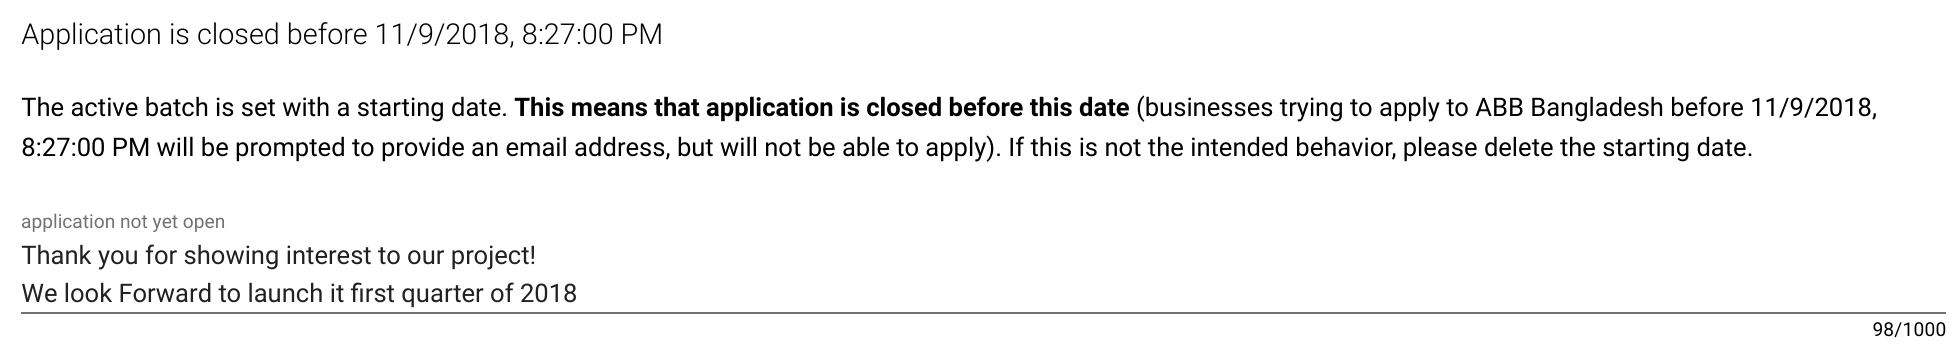 Application is closed before 11/9/2018, 8:27:00 PM
The active batch is set with a starting date. This means that application is closed before this date (businesses trying to apply to ABB Bangladesh before 11/9/2018,
8:27:00 PM will be prompted to provide an email address, but will not be able to apply). If this is not the intended behavior, please delete the starting date.
application not yet open
Thank you for showing interest to our project!
We look Forward to launch it first quarter of 2018
98/1000